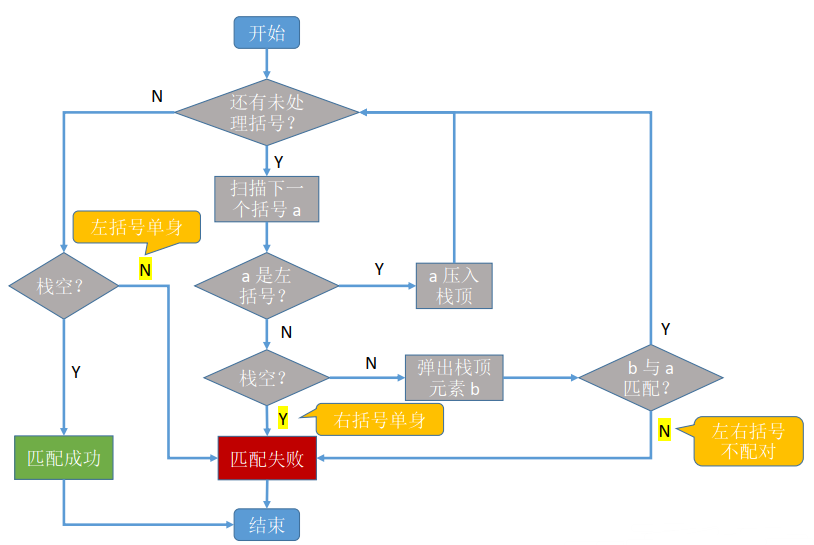 开始
N
还有未处
理括号？
Y
扫描下一
个括号 a
左括号单身
N
栈空？
a 是左
括号？
Y
a 压入
栈顶
N
Y
栈空？
N
弹出栈顶
元素 b
b 与 a
匹配？
Y
Y
右括号单身
N
左右括号
不配对
匹配成功
匹配失败
结束